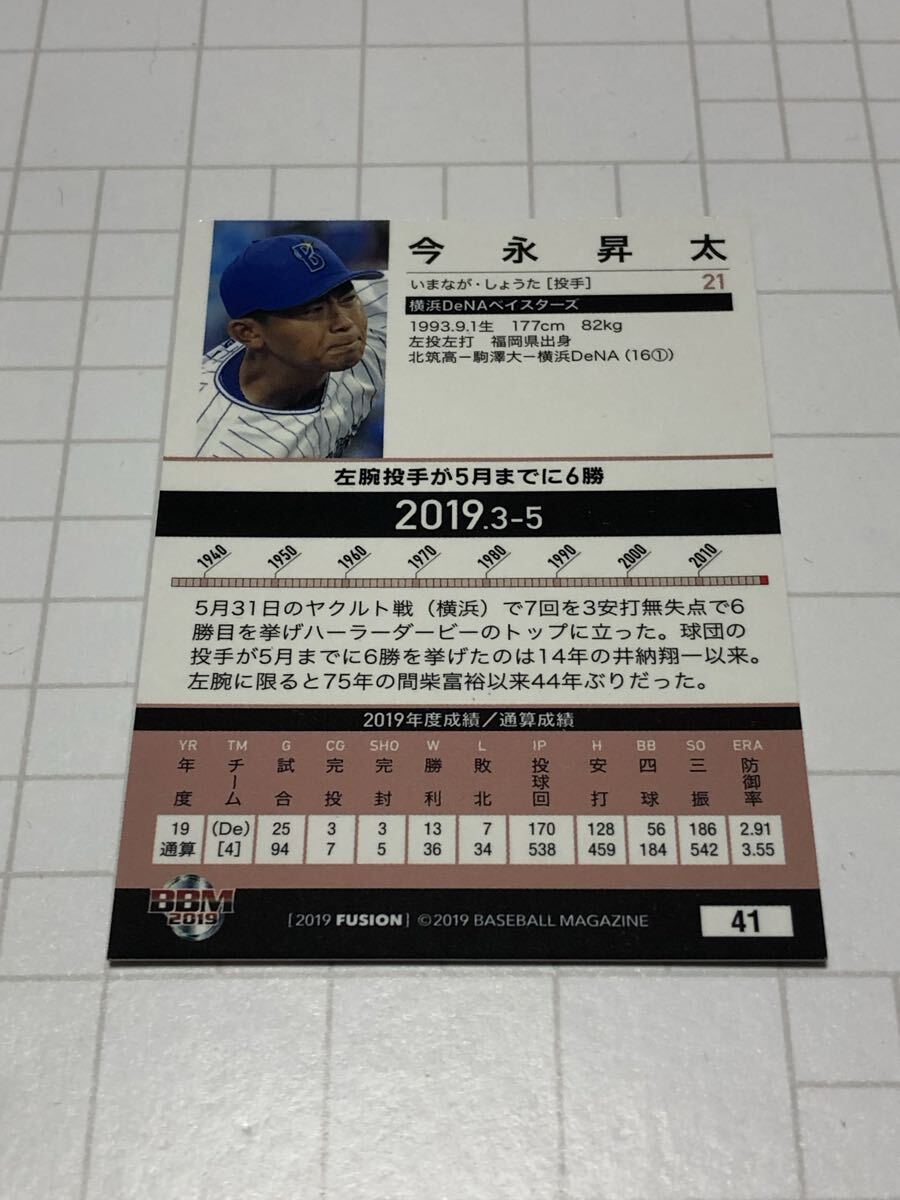 今永昇太
いまなが・しょうた［投手］ 21
横浜DeNAベイスターズ
1993.9.1生 177cm 82kg
左投左打 福岡県出身
北筑高ー駒澤大ー横浜DeNA（16①）
左腕投手が5月までに6勝
2019.3-5
1940 1950 1960 1970 1980 1990 2000 2010
5月31日のヤクルト戦（横浜）で7回を3安打無失点で6
勝目を挙げハーラーダービーのトップに立った。球団の
投手が5月までに6勝を挙げたのは14年の井納翔一以来。
左腕に限ると75年の間柴富裕以来44年ぶりだった。
2019年度成績／通算成績
YR TM G CG SHO W L IP H BB SO ERA
年度 チーム 試合 完投 完封 勝利 敗北 投球回 安打 四球 三振 防御率
19 (De) 25 3 3 13 7 170 128 56 186 2.91
通算 [4] 94 7 5 36 34 538 459 184 542 3.55
BBM
2019
[2019 FUSION] ©2019 BASEBALL MAGAZINE
41